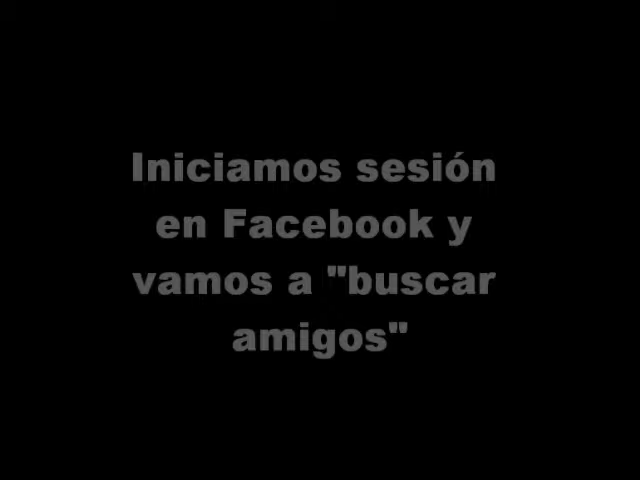 Iniciamos sesión
en Facebook y
vamos a "buscar
amigos"